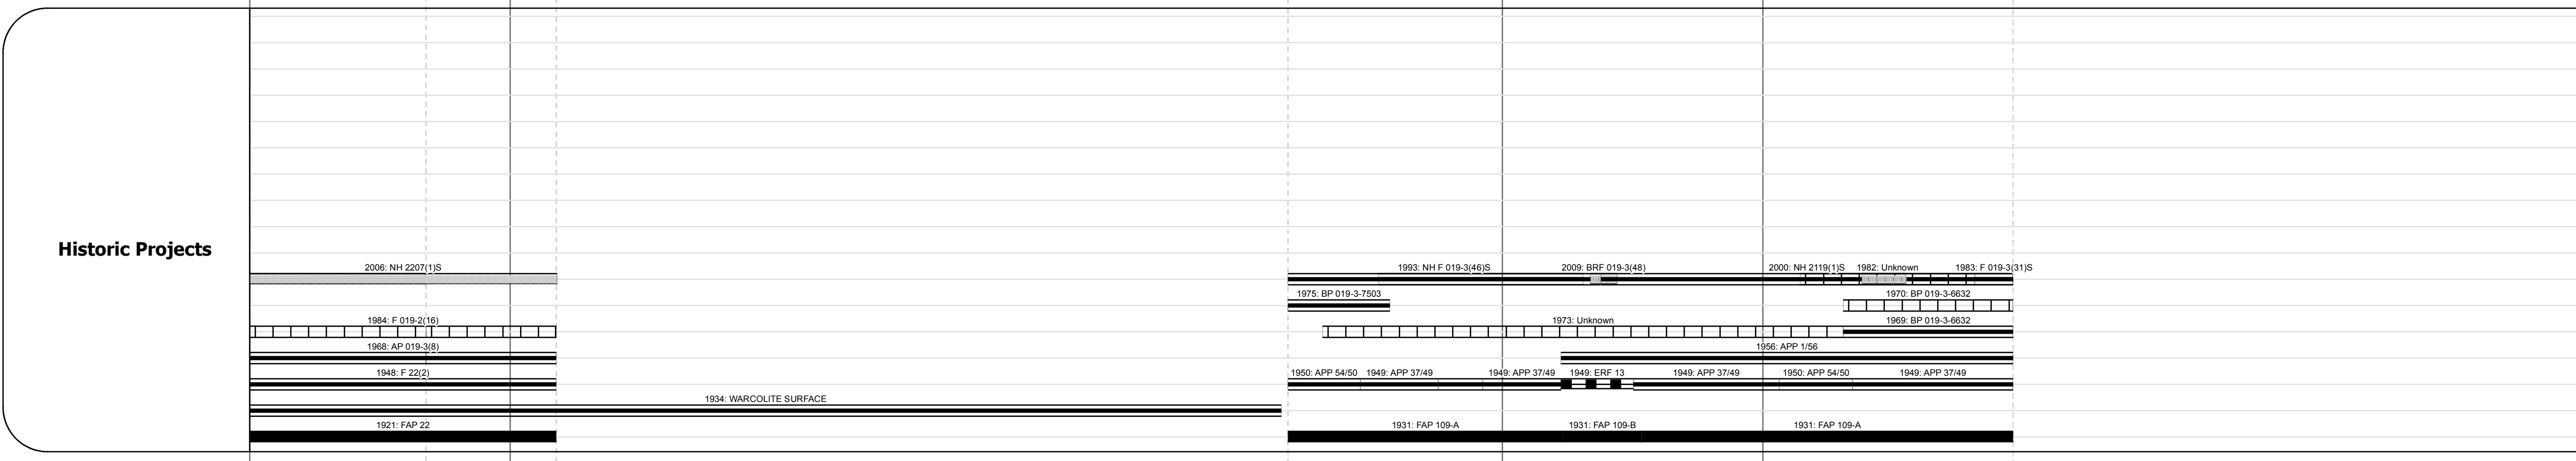 Historic Projects
2006: NH 2207(1)S
1993: NH F 019-3(46)S
2009: BRF 019-3(48)
2000: NH 2119(1)S
1982: Unknown
1983: F 019-3(31)S
1975: BP 019-3-7503
1970: BP 019-3-6632
1984: F 019-2(16)
1973: Unknown
1969: BP 019-3-6632
1968: AP 019-3(8)
1956: APP 1/56
1948: F 22(2)
1950: APP 54/50
1949: APP 37/49
1949: APP 37/49
1949: ERF 13
1949: APP 37/49
1950: APP 54/50
1949: APP 37/49
1934: WARCOLITE SURFACE
1921: FAP 22
1931: FAP 109-A
1931: FAP 109-B
1931: FAP 109-A